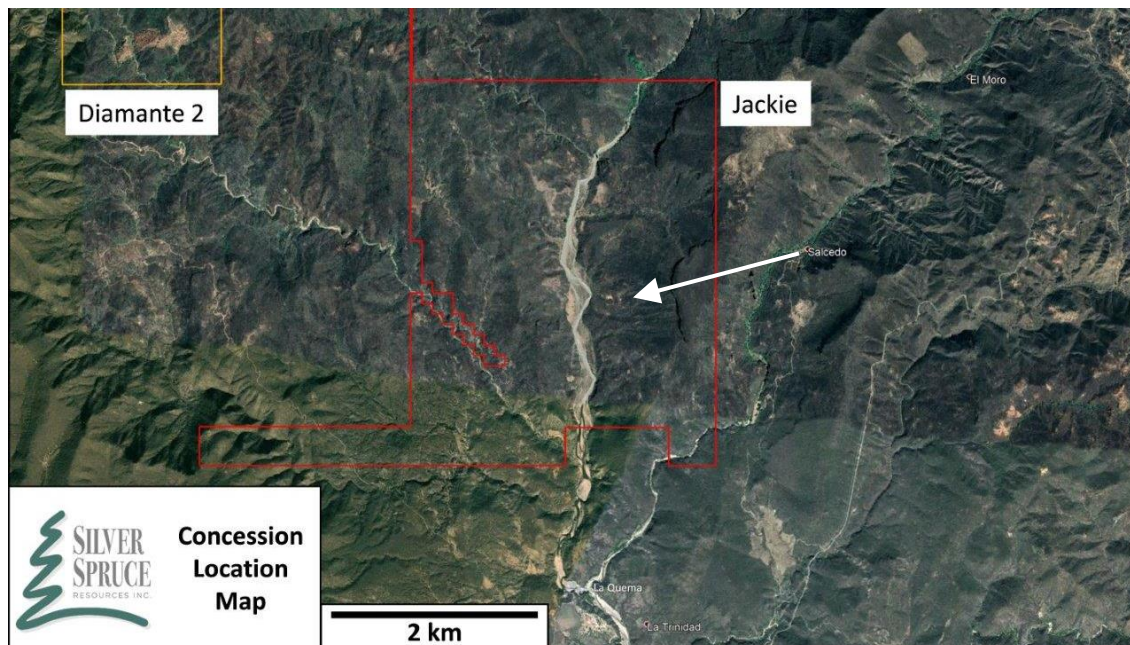 El Moro
Diamante 2
Jackie
Salcedo
SILVER
SPRUCE
RESOURCES INC.
Concession
Location
Map
2 km
La Quema
La Trinidad